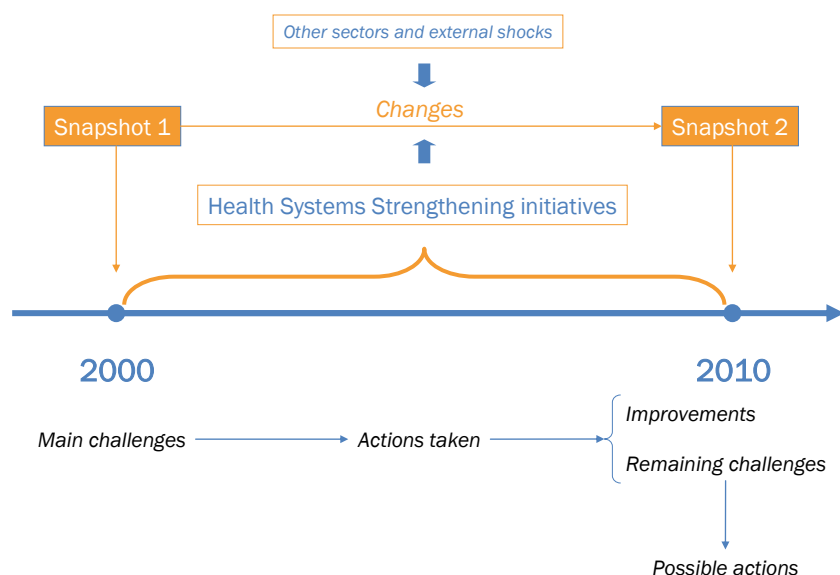 Other sectors and external shocks
Snapshot 1
Changes
Snapshot 2
Health Systems Strengthening initiatives
2000
2010
Improvements
Main challenges
Actions taken
Remaining challenges
Possible actions